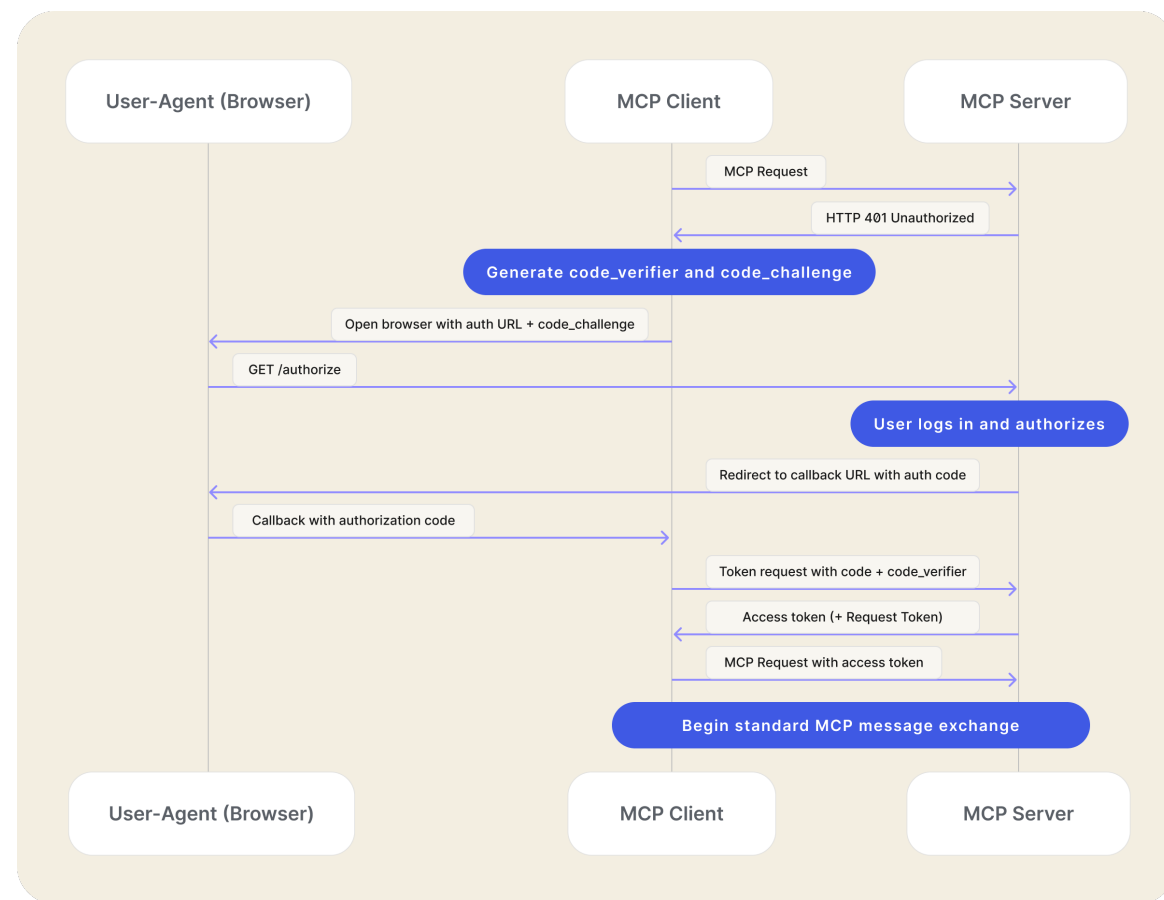 User-Agent (Browser)
MCP Client
MCP Server
MCP Request
HTTP 401 Unauthorized
Generate code_verifier and code_challenge
Open browser with auth URL + code_challenge
GET /authorize
User logs in and authorizes
Redirect to callback URL with auth code
Callback with authorization code
Token request with code + code_verifier
Access token (+ Request Token)
MCP Request with access token
Begin standard MCP message exchange
User-Agent (Browser)
MCP Client
MCP Server